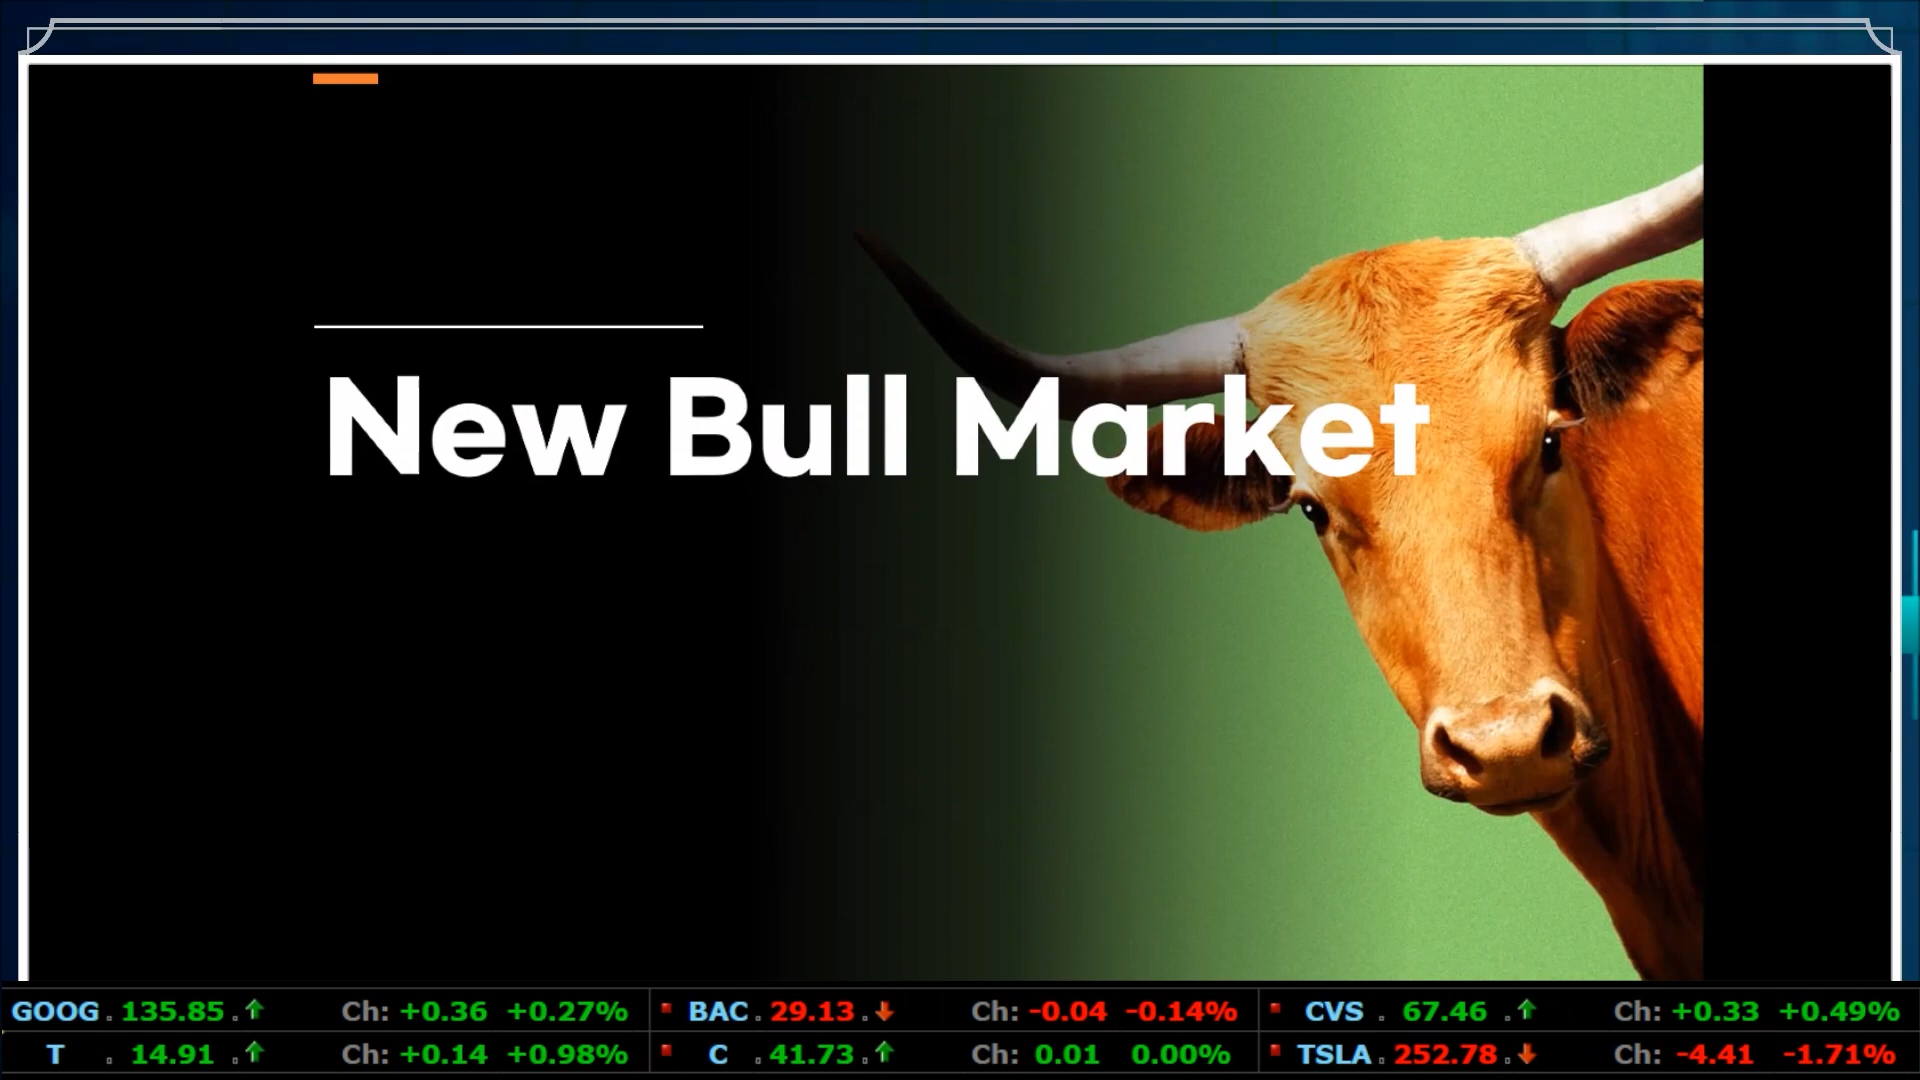 New Bull Market
GOOG 135.85 Ch: +0.36 +0.27% BAC 29.13 Ch: -0.04 -0.14% CVS 67.46 Ch: +0.33 +0.49%
T 14.91 Ch: +0.14 +0.98% C 41.73 Ch: 0.01 0.00% TSLA 252.78 Ch: -4.41 -1.71%